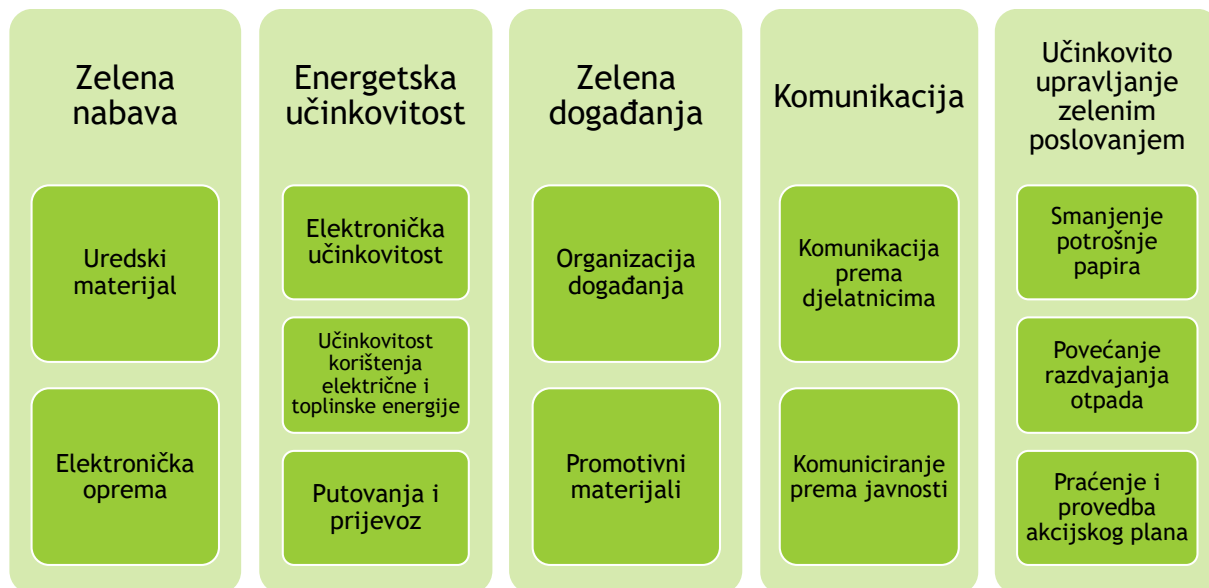 Zelena
nabava
Uredski
materijal
Elektronička
oprema
Energetska
učinkovitost
Elektronička
učinkovitost
Učinkovitost
korištenja
električne i
toplinske energije
Putovanja i
prijevoz
Zelena
događanja
Organizacija
događanja
Promotivni
materijali
Komunikacija
Komunikacija
prema
djelatnicima
Komuniciranje
prema javnosti
Učinkovito
upravljanje
zelenim
poslovanjem
Smanjenje
potrošnje
papira
Povećanje
razdvajanja
otpada
Praćenje i
provedba
akcijskog plana